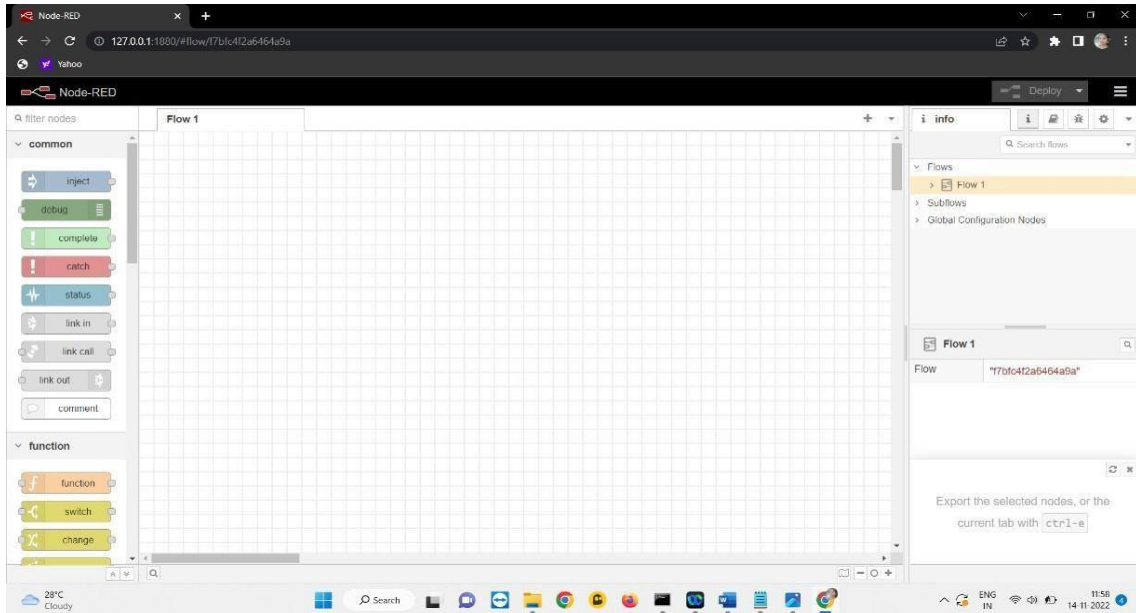 Node-RED
127.0.0.1:1880/#flow/f7bfc4f2a6464a9a
Yahoo
Node-RED
Deploy
filter nodes
common
inject
debug
complete
catch
status
link in
link call
link out
comment
function
function
switch
change
Flow 1
info
Search flows
Flows
Flow 1
Subflows
Global Configuration Nodes
Flow 1
Flow "f7bfc4f2a6464a9a"
Export the selected nodes, or the
current tab with ctrl-e
28°C
Cloudy
Search
ENG
IN
11:58
14-11-2022
4